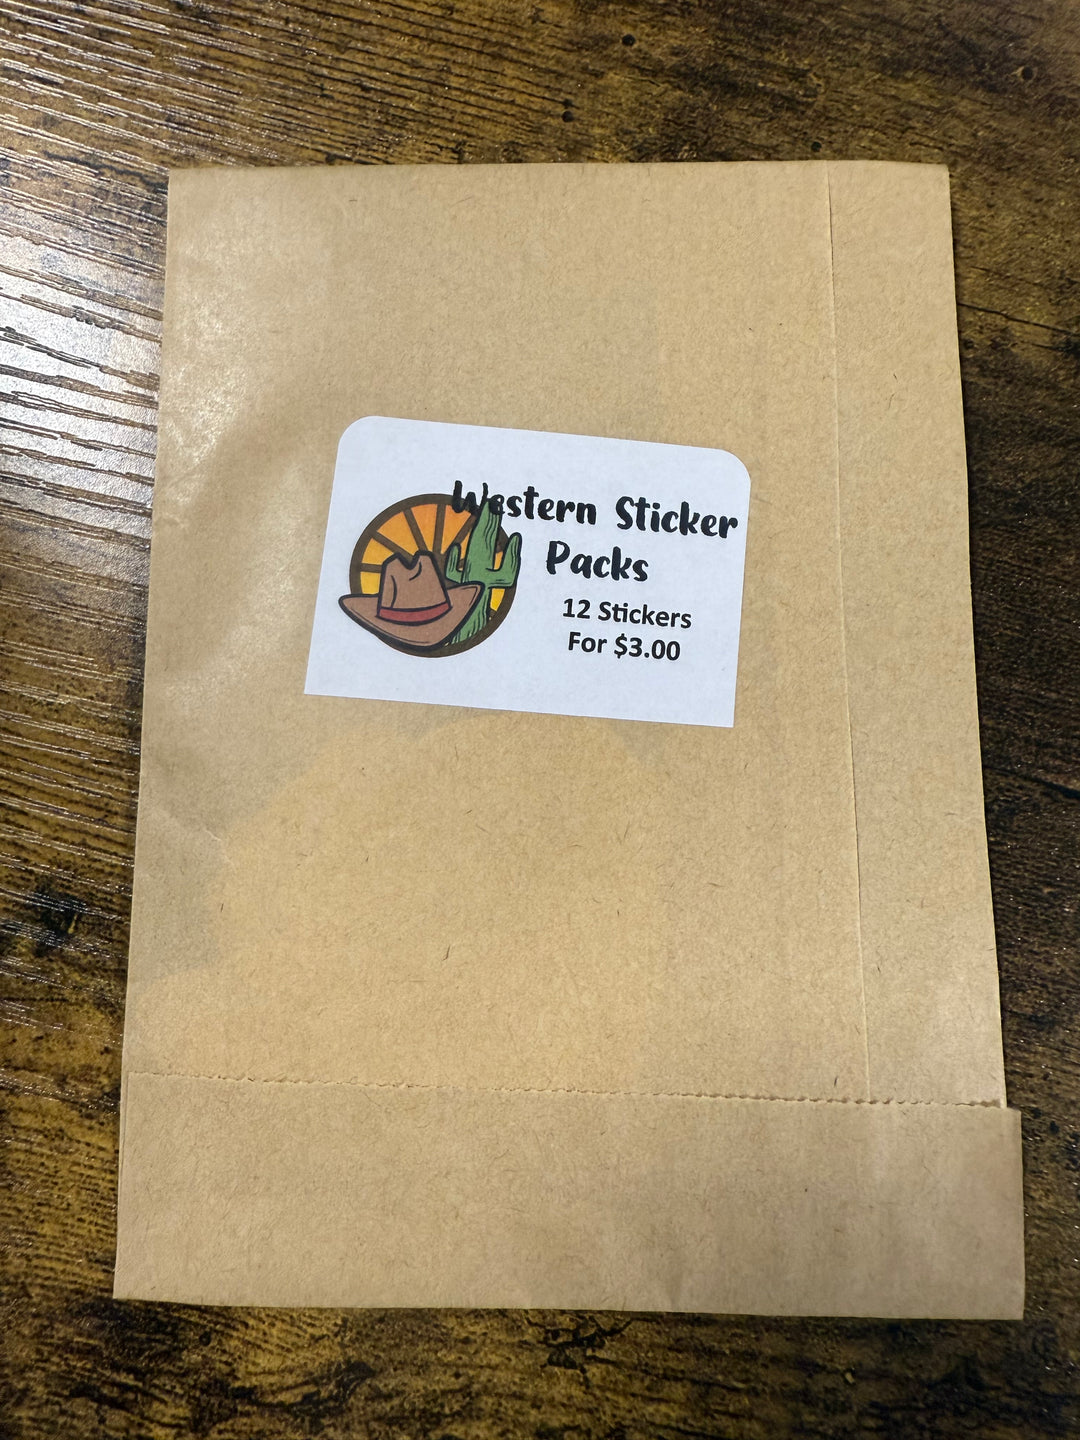 Western Sticker
Packs
12 Stickers
For $3.00